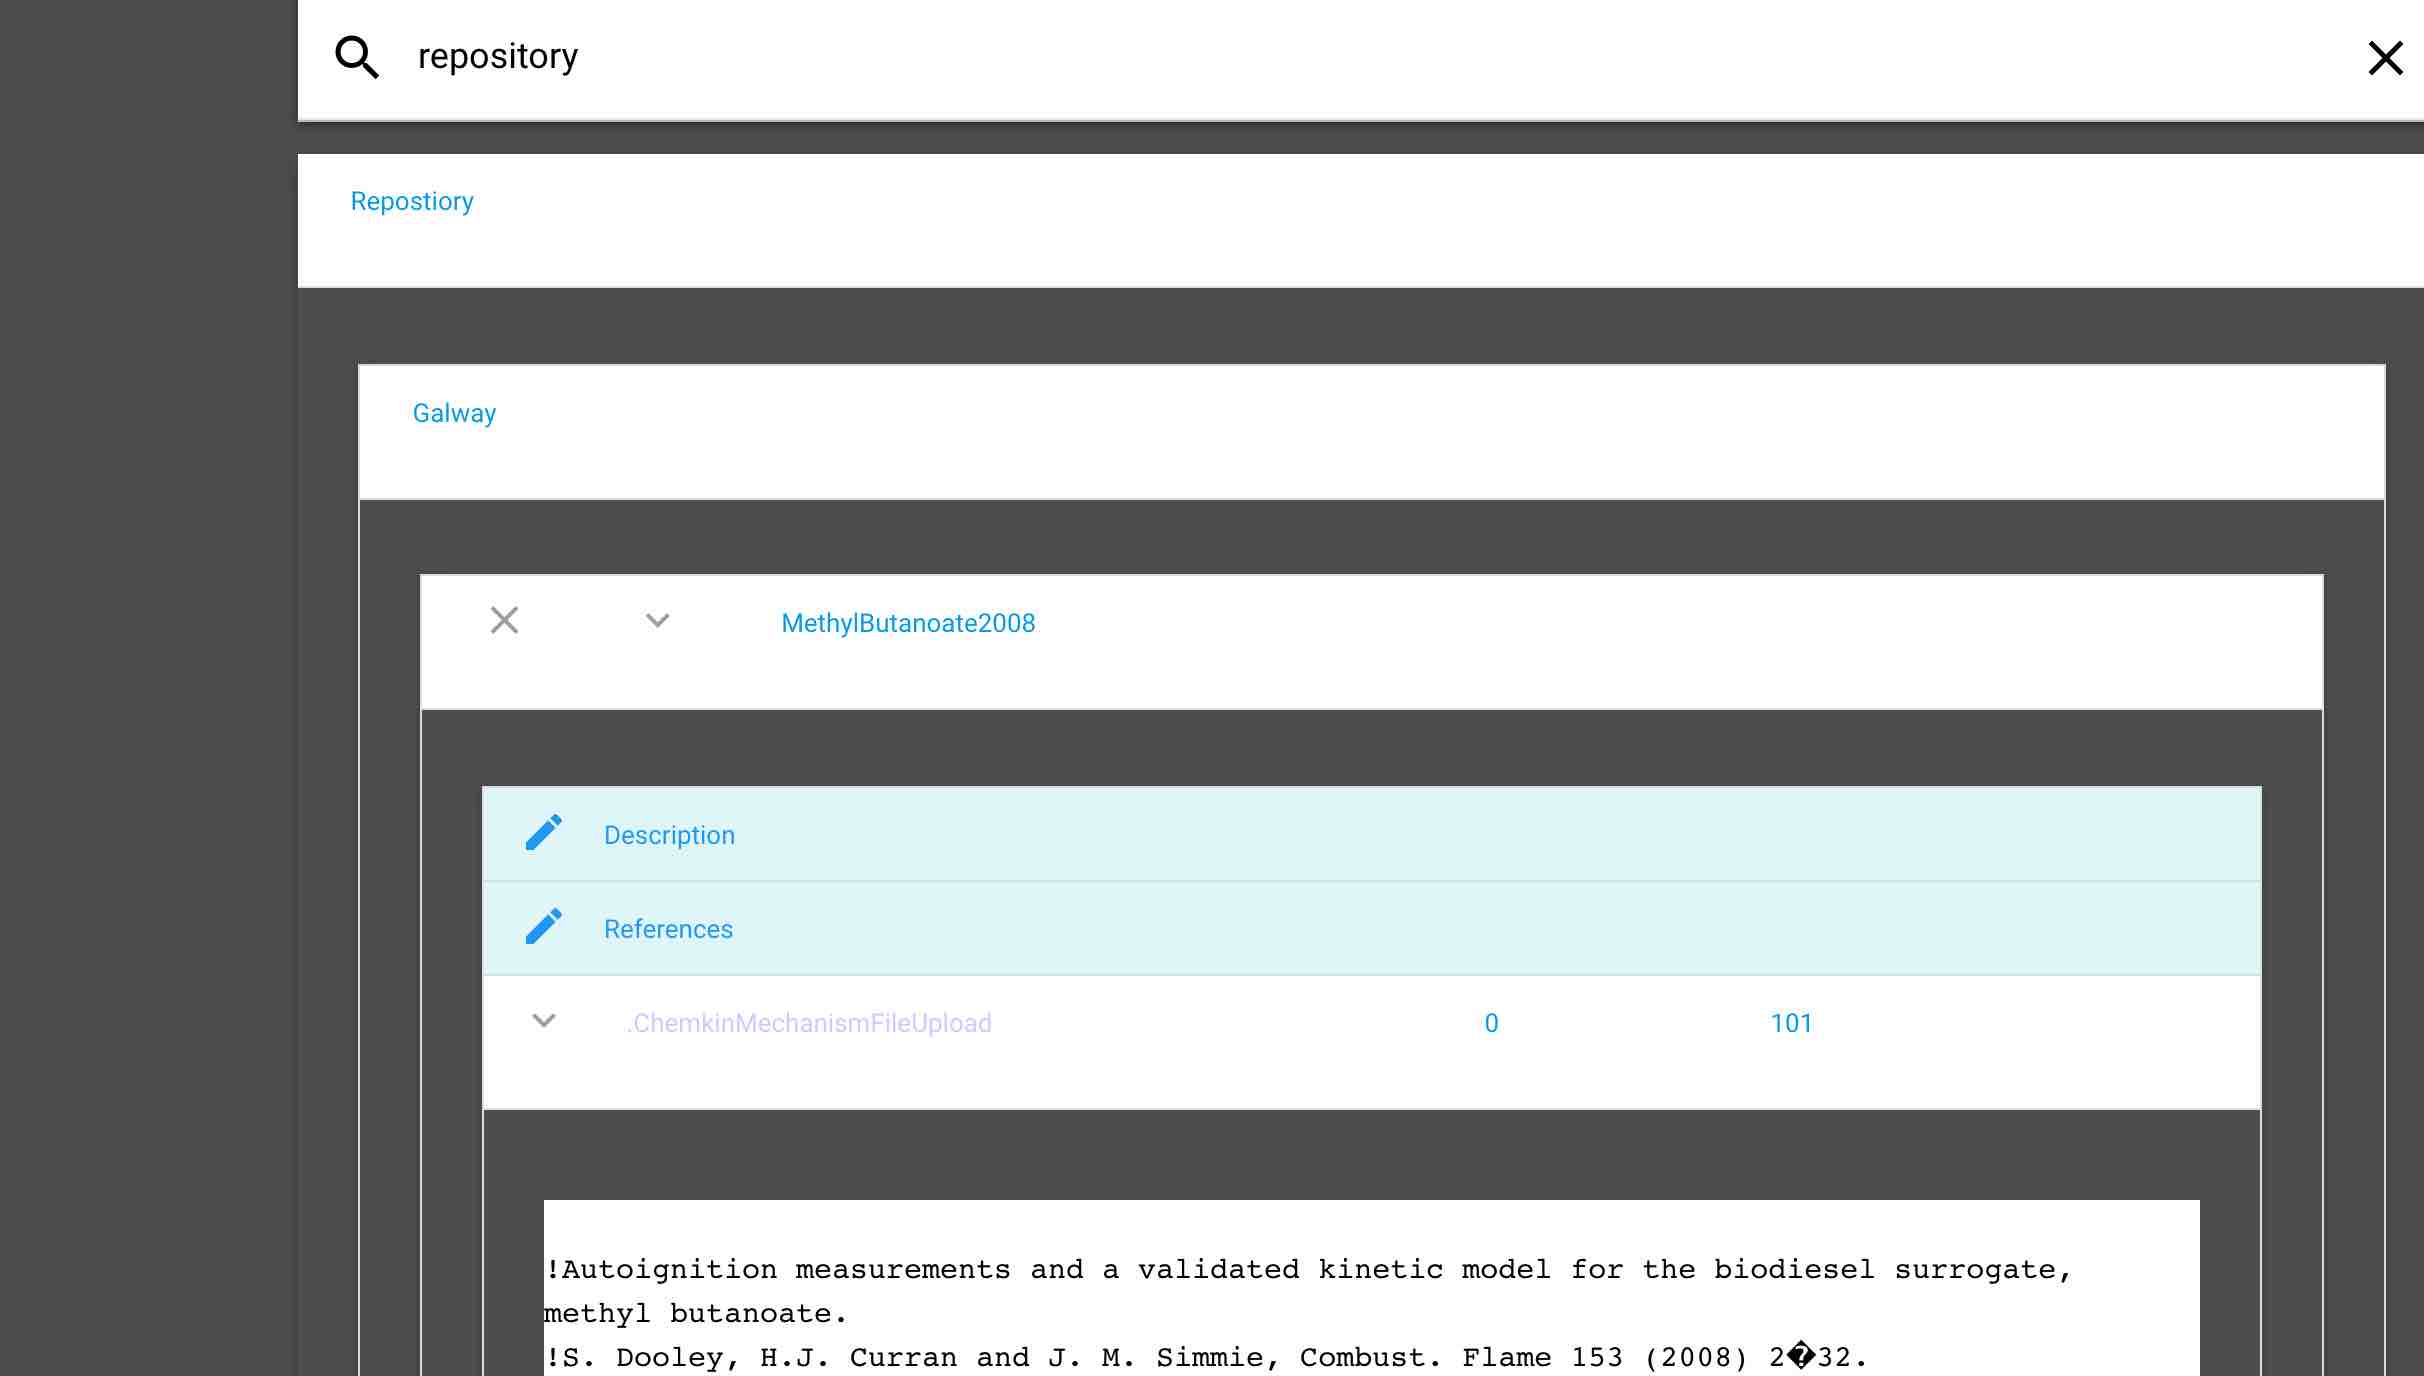 repository
Repostiory
Galway
MethylButanoate2008
Description
References
.ChemkinMechanismFileUpload 0 101
!Autoignition measurements and a validated kinetic model for the biodiesel surrogate,
methyl butanoate.
!S. Dooley, H.J. Curran and J. M. Simmie, Combust. Flame 153 (2008) 2�32.